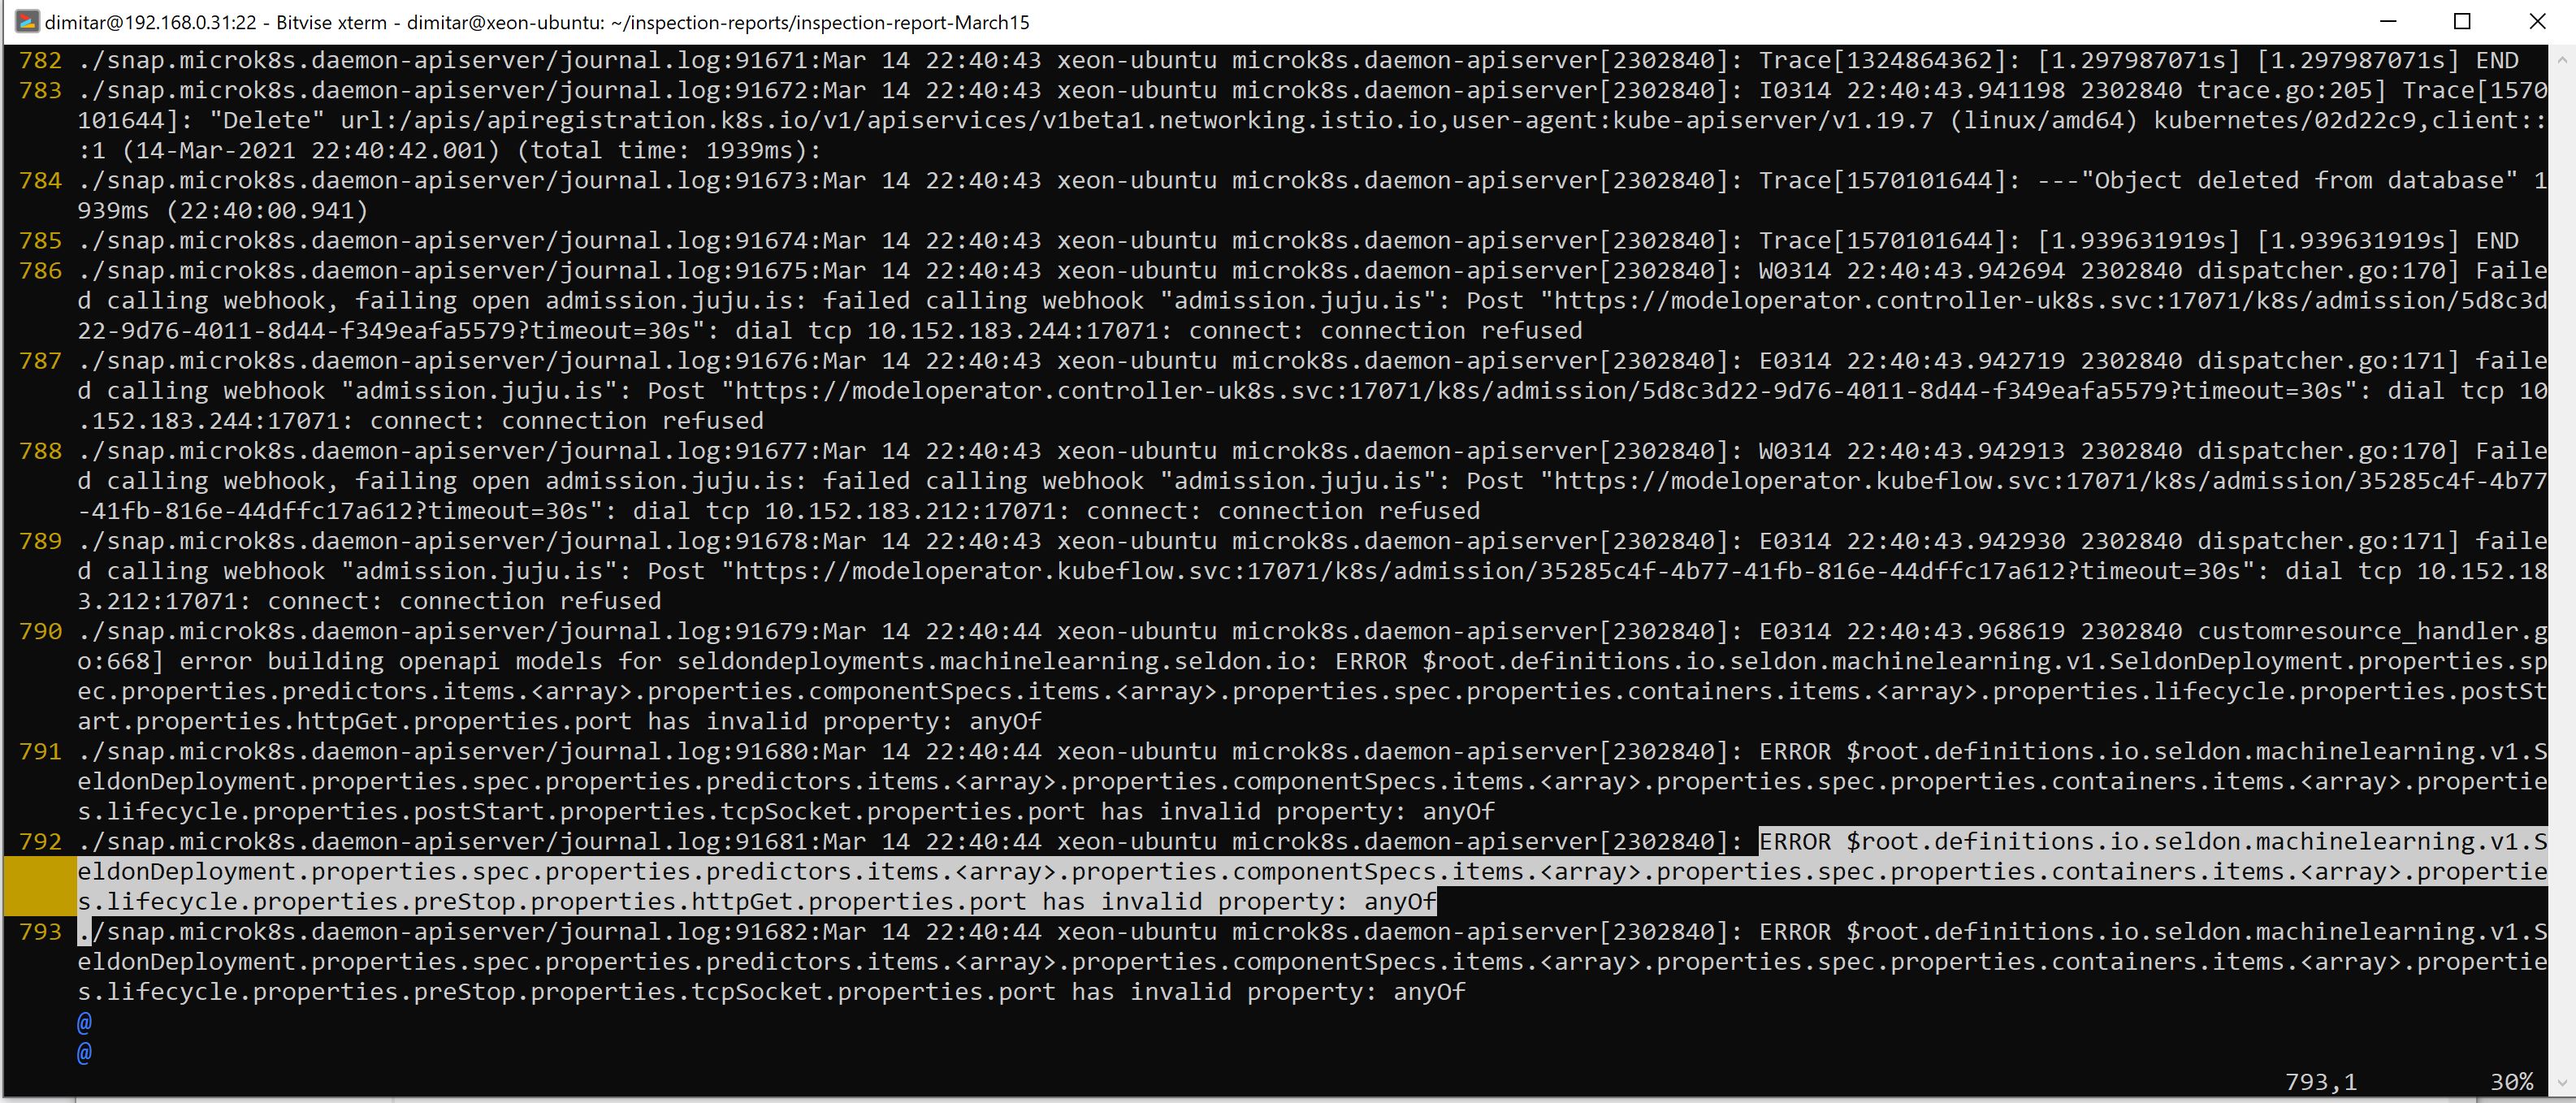 dimitar@192.168.0.31:22 - Bitvise xterm - dimitar@xeon-ubuntu: ~/inspection-reports/inspection-report-March15
782 ./snap.microk8s.daemon-apiserver/journal.log:91671:Mar 14 22:40:43 xeon-ubuntu microk8s.daemon-apiserver[2302840]: Trace[1324864362]: [1.297987071s] [1.297987071s] END
783 ./snap.microk8s.daemon-apiserver/journal.log:91672:Mar 14 22:40:43 xeon-ubuntu microk8s.daemon-apiserver[2302840]: I0314 22:40:43.941198 2302840 trace.go:205] Trace[1570
101644]: "Delete" url:/apis/apiregistration.k8s.io/v1/apiservices/v1beta1.networking.istio.io,user-agent:kube-apiserver/v1.19.7 (linux/amd64) kubernetes/02d22c9,client::
:1 (14-Mar-2021 22:40:42.001) (total time: 1939ms):
784 ./snap.microk8s.daemon-apiserver/journal.log:91673:Mar 14 22:40:43 xeon-ubuntu microk8s.daemon-apiserver[2302840]: Trace[1570101644]: ---"Object deleted from database" 1
939ms (22:40:00.941)
785 ./snap.microk8s.daemon-apiserver/journal.log:91674:Mar 14 22:40:43 xeon-ubuntu microk8s.daemon-apiserver[2302840]: Trace[1570101644]: [1.939631919s] [1.939631919s] END
786 ./snap.microk8s.daemon-apiserver/journal.log:91675:Mar 14 22:40:43 xeon-ubuntu microk8s.daemon-apiserver[2302840]: W0314 22:40:43.942694 2302840 dispatcher.go:170] Faile
d calling webhook, failing open admission.juju.is: failed calling webhook "admission.juju.is": Post "https://modeloperator.controller-uk8s.svc:17071/k8s/admission/5d8c3d
22-9d76-4011-8d44-f349eafa5579?timeout=30s": dial tcp 10.152.183.244:17071: connect: connection refused
787 ./snap.microk8s.daemon-apiserver/journal.log:91676:Mar 14 22:40:43 xeon-ubuntu microk8s.daemon-apiserver[2302840]: E0314 22:40:43.942719 2302840 dispatcher.go:171] faile
d calling webhook "admission.juju.is": Post "https://modeloperator.controller-uk8s.svc:17071/k8s/admission/5d8c3d22-9d76-4011-8d44-f349eafa5579?timeout=30s": dial tcp 10
.152.183.244:17071: connect: connection refused
788 ./snap.microk8s.daemon-apiserver/journal.log:91677:Mar 14 22:40:43 xeon-ubuntu microk8s.daemon-apiserver[2302840]: W0314 22:40:43.942913 2302840 dispatcher.go:170] Faile
d calling webhook, failing open admission.juju.is: failed calling webhook "admission.juju.is": Post "https://modeloperator.kubeflow.svc:17071/k8s/admission/35285c4f-4b77
-41fb-816e-44dffc17a612?timeout=30s": dial tcp 10.152.183.212:17071: connect: connection refused
789 ./snap.microk8s.daemon-apiserver/journal.log:91678:Mar 14 22:40:43 xeon-ubuntu microk8s.daemon-apiserver[2302840]: E0314 22:40:43.942930 2302840 dispatcher.go:171] faile
d calling webhook "admission.juju.is": Post "https://modeloperator.kubeflow.svc:17071/k8s/admission/35285c4f-4b77-41fb-816e-44dffc17a612?timeout=30s": dial tcp 10.152.18
3.212:17071: connect: connection refused
790 ./snap.microk8s.daemon-apiserver/journal.log:91679:Mar 14 22:40:44 xeon-ubuntu microk8s.daemon-apiserver[2302840]: E0314 22:40:43.968619 2302840 customresource_handler.g
o:668] error building openapi models for seldondeployments.machinelearning.seldon.io: ERROR $root.definitions.io.seldon.machinelearning.v1.SeldonDeployment.properties.sp
ec.properties.predictors.items.<array>.properties.componentSpecs.items.<array>.properties.spec.properties.containers.items.<array>.properties.lifecycle.properties.postSt
art.properties.httpGet.properties.port has invalid property: anyOf
791 ./snap.microk8s.daemon-apiserver/journal.log:91680:Mar 14 22:40:44 xeon-ubuntu microk8s.daemon-apiserver[2302840]: ERROR $root.definitions.io.seldon.machinelearning.v1.S
eldonDeployment.properties.spec.properties.predictors.items.<array>.properties.componentSpecs.items.<array>.properties.spec.properties.containers.items.<array>.propertie
s.lifecycle.properties.postStart.properties.tcpSocket.properties.port has invalid property: anyOf
792 ./snap.microk8s.daemon-apiserver/journal.log:91681:Mar 14 22:40:44 xeon-ubuntu microk8s.daemon-apiserver[2302840]: ERROR $root.definitions.io.seldon.machinelearning.v1.S
eldonDeployment.properties.spec.properties.predictors.items.<array>.properties.componentSpecs.items.<array>.properties.spec.properties.containers.items.<array>.propertie
s.lifecycle.properties.preStop.properties.httpGet.properties.port has invalid property: anyOf
793 ./snap.microk8s.daemon-apiserver/journal.log:91682:Mar 14 22:40:44 xeon-ubuntu microk8s.daemon-apiserver[2302840]: ERROR $root.definitions.io.seldon.machinelearning.v1.S
eldonDeployment.properties.spec.properties.predictors.items.<array>.properties.componentSpecs.items.<array>.properties.spec.properties.containers.items.<array>.propertie
s.lifecycle.properties.preStop.properties.tcpSocket.properties.port has invalid property: anyOf
@
@
793,1 30%